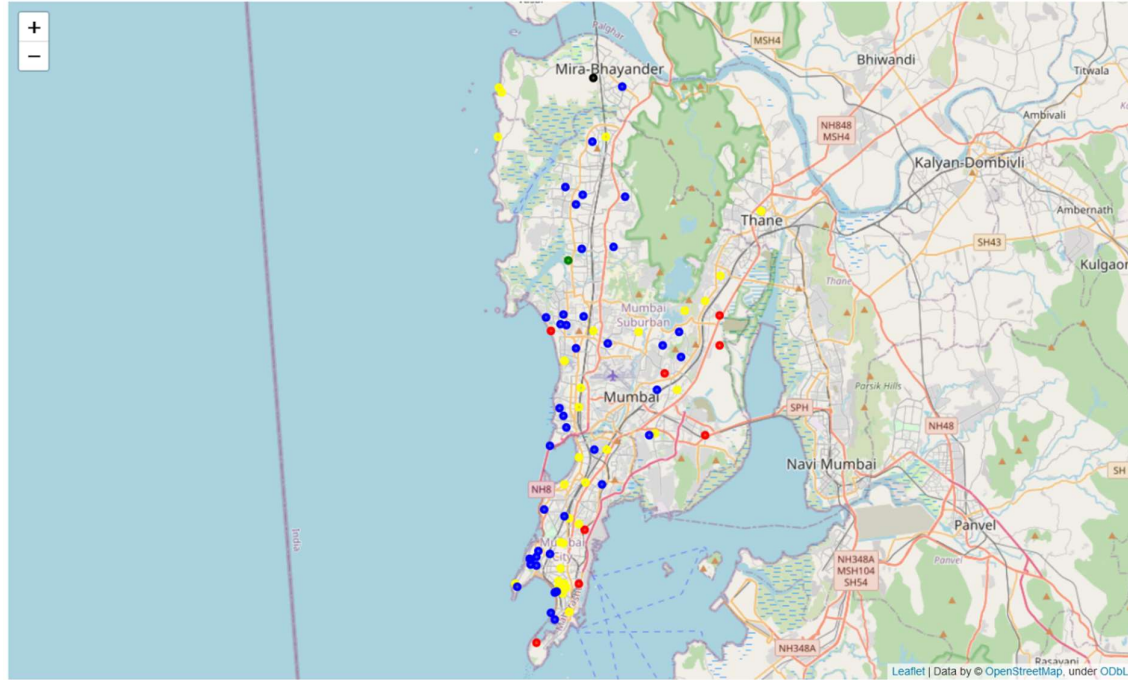 +
−
Palghar
Mira-Bhayander
MSH4
Bhiwandi
Titwala
NH848
MSH4
Ambivali
Kalyan-Dombivli
Thane
Ambernath
SH43
Kulgaon
Thane
Mumbai
Suburban
Parsik Hills
Mumbai
SPH
NH48
Navi Mumbai
SH
NH8
Panvel
India
Mumbai
City
NH348A
MSH104
SH54
Panvel
NH348A
Rasayani
Leaflet | Data by © OpenStreetMap, under ODbL